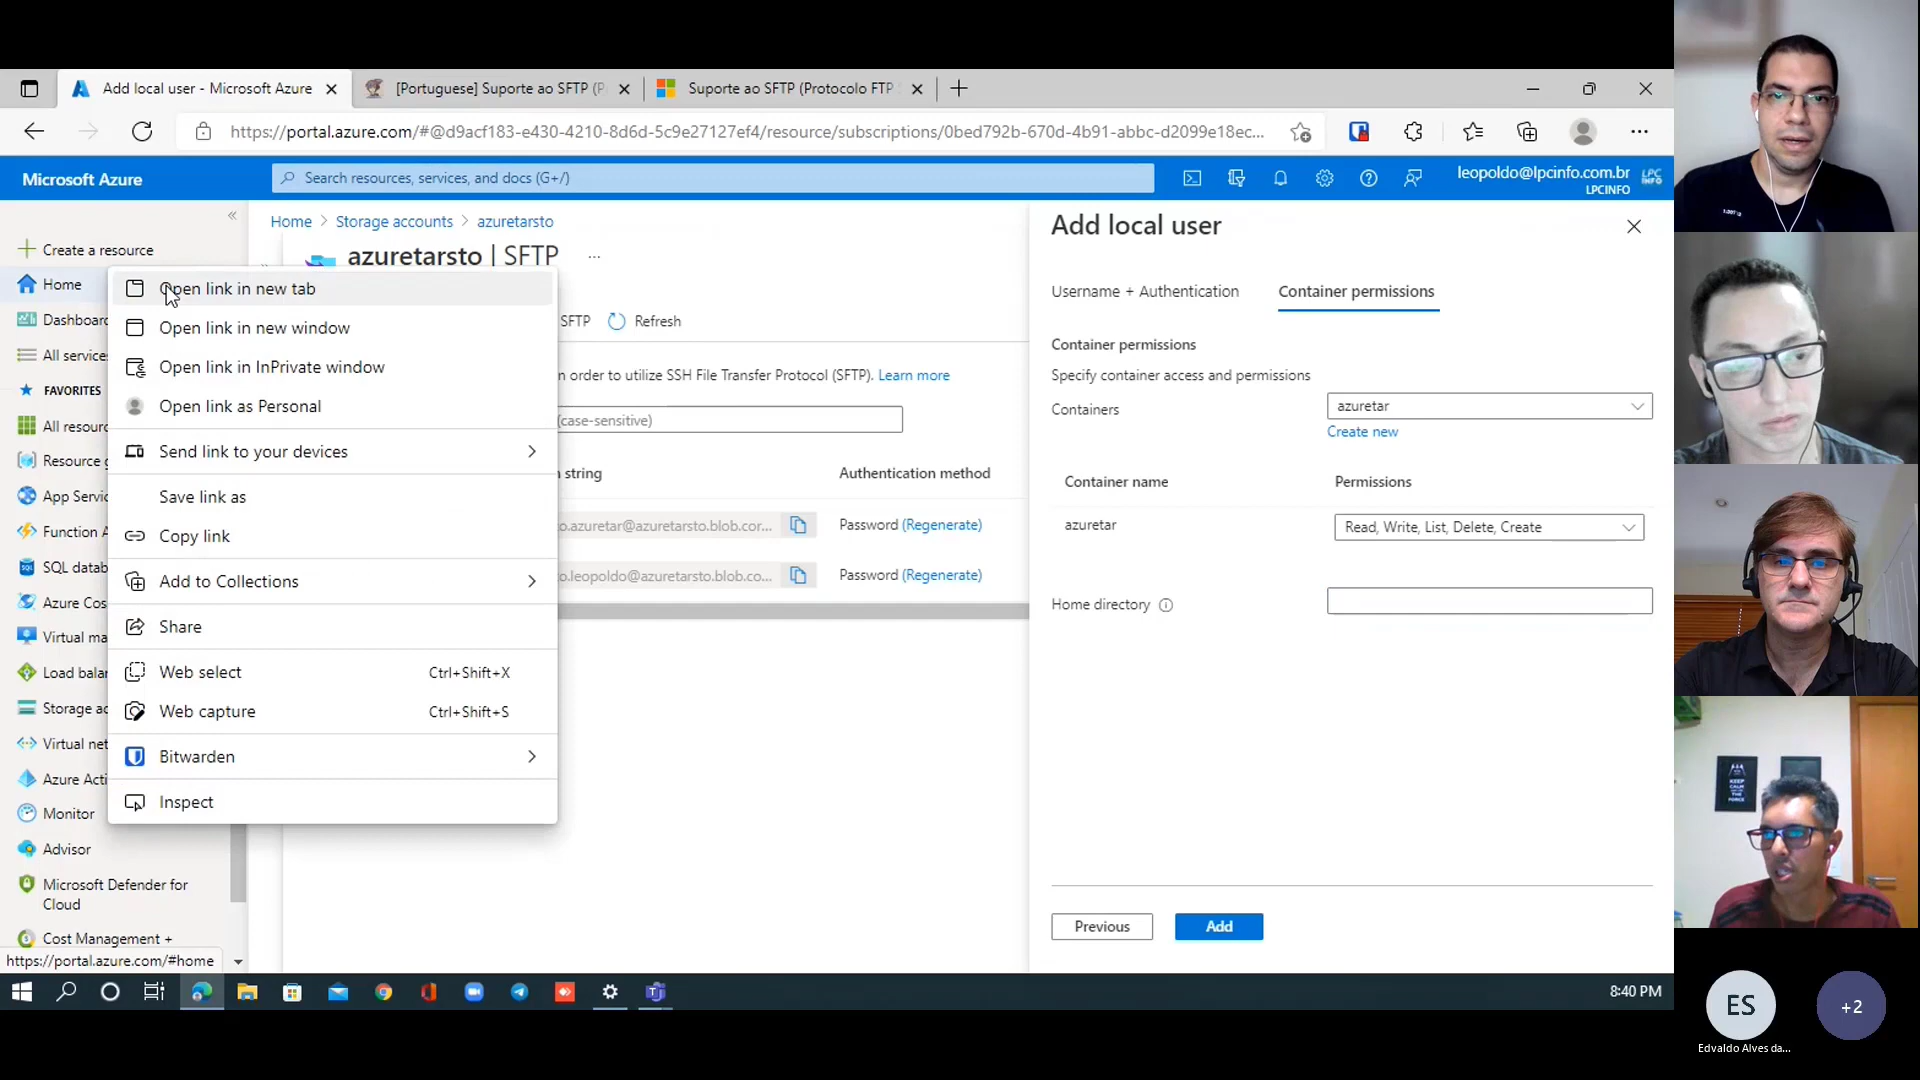 Add local user - Microsoft Azure
[Portuguese] Suporte ao SFTP (P
Suporte ao SFTP (Protocolo FTP
https://portal.azure.com/#@d9acf183-e430-4210-8d6d-5c9e27127ef4/resource/subscriptions/0bed792b-670d-4b91-abbc-d2099e18ec...
Microsoft Azure
Search resources, services, and docs (G+/)
leopoldo@lpcinfo.com.br
LPCINFO
LPC
INFO
Create a resource
Home
Dashboard
All service
FAVORITES
All resour
Resource g
App Servic
Function A
SQL datab
Azure Cos
Virtual ma
Load balar
Storage ac
Virtual net
Azure Acti
Monitor
Advisor
Microsoft Defender for
Cloud
Cost Management +
https://portal.azure.com/#home
Open link in new tab
Open link in new window
Open link in InPrivate window
Open link as Personal
Send link to your devices
Save link as
Copy link
Add to Collections
Share
Web select Ctrl+Shift+X
Web capture Ctrl+Shift+S
Bitwarden
Inspect
Home > Storage accounts > azuretarsto
azuretarsto | SFTP ...
SFTP Refresh
n order to utilize SSH File Transfer Protocol (SFTP). Learn more
(case-sensitive)
string Authentication method
o.azuretar@azuretarsto.blob.cor... Password (Regenerate)
o.leopoldo@azuretarsto.blob.co... Password (Regenerate)
Add local user
Username + Authentication Container permissions
Container permissions
Specify container access and permissions
Containers azuretar
Create new
Container name Permissions
azuretar Read, Write, List, Delete, Create
Home directory
Previous Add
8:40 PM
KEEP
CALM
THE
FORCE
ES
+2
Edvaldo Alves da...